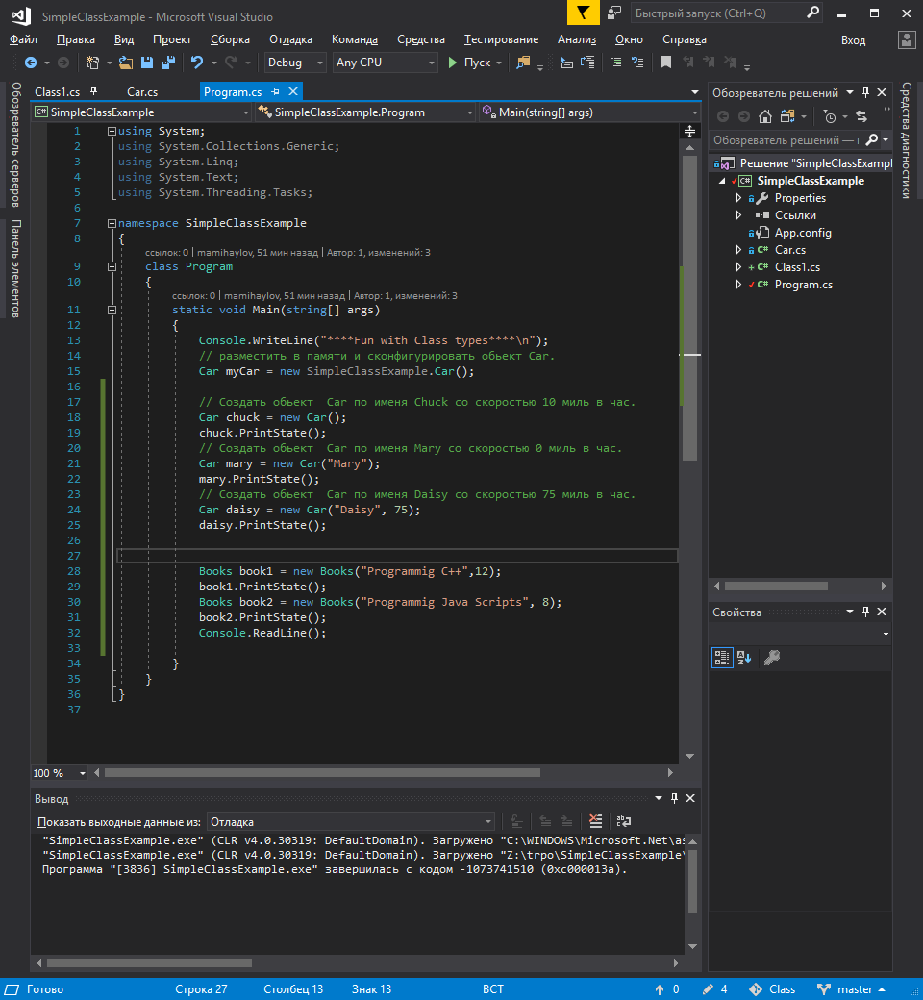 SimpleClassExample - Microsoft Visual Studio
Быстрый запуск (Ctrl+Q)
Файл Правка Вид Проект Сборка Отладка Команда Средства Тестирование Анализ Окно Справка Вход
Debug Any CPU Пуск
Обозреватель серверов
Панель элементов
Class1.cs Car.cs Program.cs
SimpleClassExample SimpleClassExample.Program Main(string[] args)
1 using System;
2 using System.Collections.Generic;
3 using System.Linq;
4 using System.Text;
5 using System.Threading.Tasks;
6
7 namespace SimpleClassExample
8 {
ссылок: 0 | mamihaylov, 51 мин назад | Автор: 1, изменений: 3
9 class Program
10 {
ссылок: 0 | mamihaylov, 51 мин назад | Автор: 1, изменений: 3
11 static void Main(string[] args)
12 {
13 Console.WriteLine("****Fun with Class types****\n");
14 // разместить в памяти и сконфигурировать обьект Car.
15 Car myCar = new SimpleClassExample.Car();
16
17 // Создать обьект  Car по именя Chuck со скоростью 10 миль в час.
18 Car chuck = new Car();
19 chuck.PrintState();
20 // Создать обьект  Car по именя Mary со скоростью 0 миль в час.
21 Car mary = new Car("Mary");
22 mary.PrintState();
23 // Создать обьект  Car по именя Daisy со скоростью 75 миль в час.
24 Car daisy = new Car("Daisy", 75);
25 daisy.PrintState();
26
27
28 Books book1 = new Books("Programmig C++",12);
29 book1.PrintState();
30 Books book2 = new Books("Programmig Java Scripts", 8);
31 book2.PrintState();
32 Console.ReadLine();
33
34 }
35 }
36 }
37
100 %
Обозреватель решений
Обозреватель решений —
Решение "SimpleClassExampl
SimpleClassExample
Properties
Ссылки
App.config
Car.cs
Class1.cs
Program.cs
Средства диагностики
Свойства
Вывод
Показать выходные данные из: Отладка
"SimpleClassExample.exe" (CLR v4.0.30319: DefaultDomain). Загружено "C:\WINDOWS\Microsoft.Net\as
"SimpleClassExample.exe" (CLR v4.0.30319: DefaultDomain). Загружено "Z:\trpo\SimpleClassExample\
Программа "[3836] SimpleClassExample.exe" завершилась с кодом -1073741510 (0xc000013a).
Готово Строка 27 Столбец 13 Знак 13 ВСТ 0 4 Class master